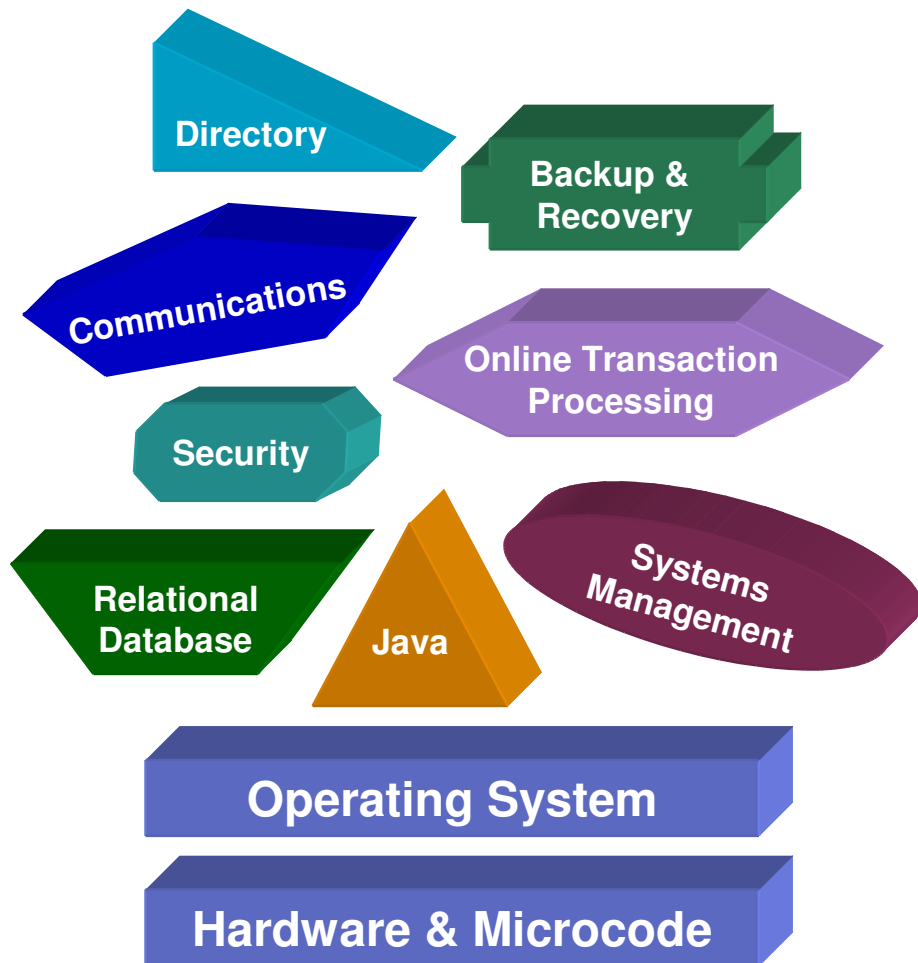 Directory
Backup &
Recovery
Communications
Online Transaction
Processing
Security
Systems
Management
Relational
Database
Java
Operating System
Hardware & Microcode